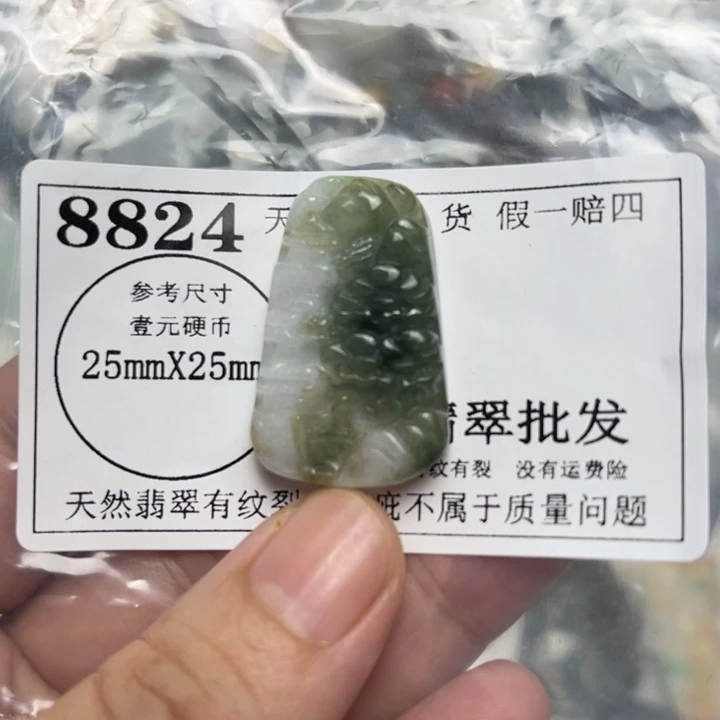 8824 天 货 假一赔四
参考尺寸
壹元硬币
25mmX25mm
翠批发
纹有裂 没有运费险
天然翡翠有纹裂 疵不属于质量问题